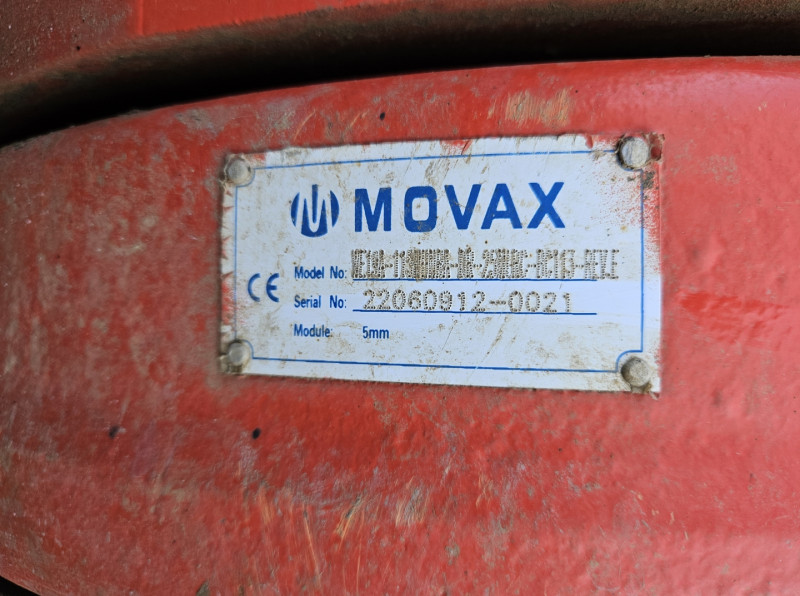 MOVAX
CE
Model No:
Serial No: 22060912-0021
Module: 5mm